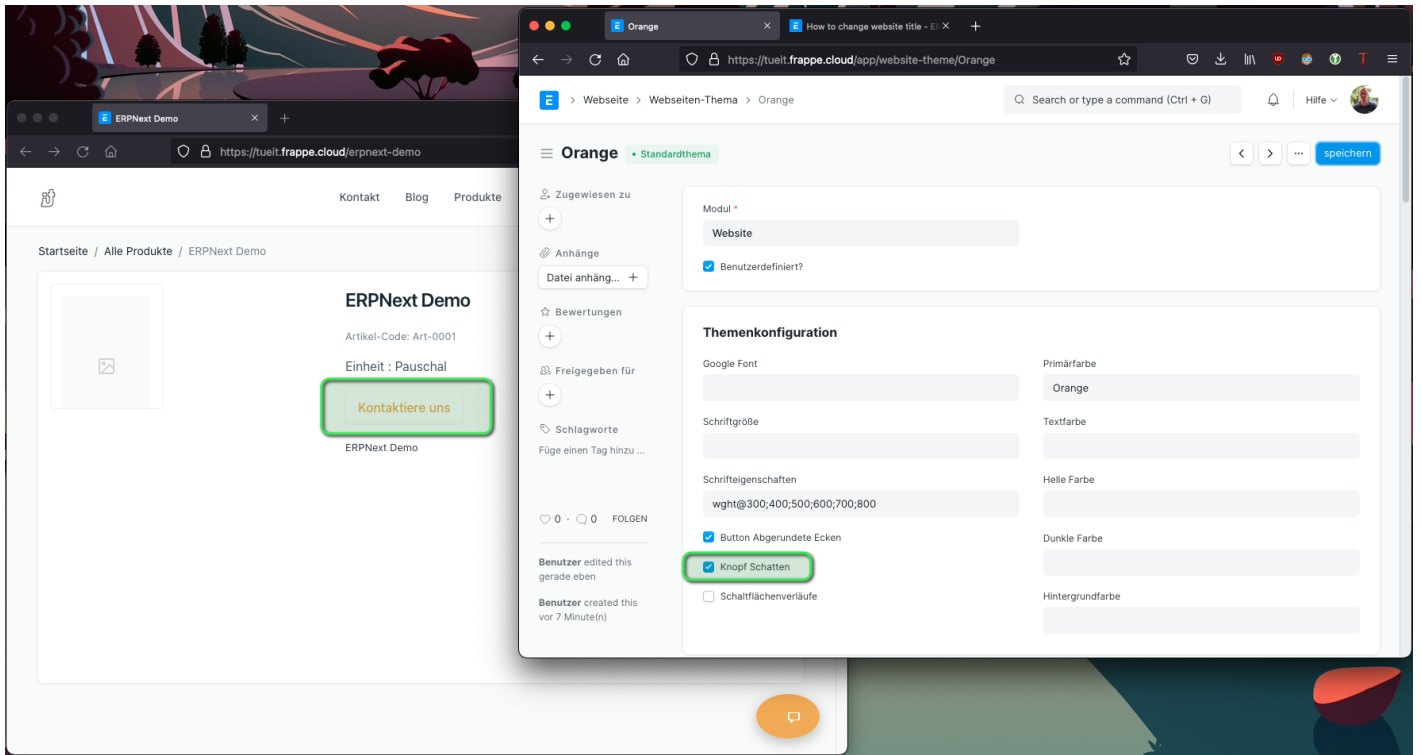 ERPNext Demo
https://tueit.frappe.cloud/erpnext-demo
Kontakt Blog Produkte
Startseite / Alle Produkte / ERPNext Demo
ERPNext Demo
Artikel-Code: Art-0001
Einheit : Pauschal
Kontaktiere uns
ERPNext Demo
E Orange
E How to change website title - ER
https://tueit.frappe.cloud/app/website-theme/Orange
E > Webseite > Webseiten-Thema > Orange
Search or type a command (Ctrl + G)
Hilfe
Orange
• Standardthema
speichern
Zugewiesen zu
Anhänge
Datei anhäng... +
Bewertungen
Freigegeben für
Schlagworte
Füge einen Tag hinzu ...
0 · 0 FOLGEN
Benutzer edited this
gerade eben
Benutzer created this
vor 7 Minute(n)
Modul *
Website
Benutzerdefiniert?
Themenkonfiguration
Google Font
Schriftgröße
Schrifteigenschaften
wght@300;400;500;600;700;800
Button Abgerundete Ecken
Knopf Schatten
Schaltflächenverläufe
Primärfarbe
Orange
Textfarbe
Helle Farbe
Dunkle Farbe
Hintergrundfarbe